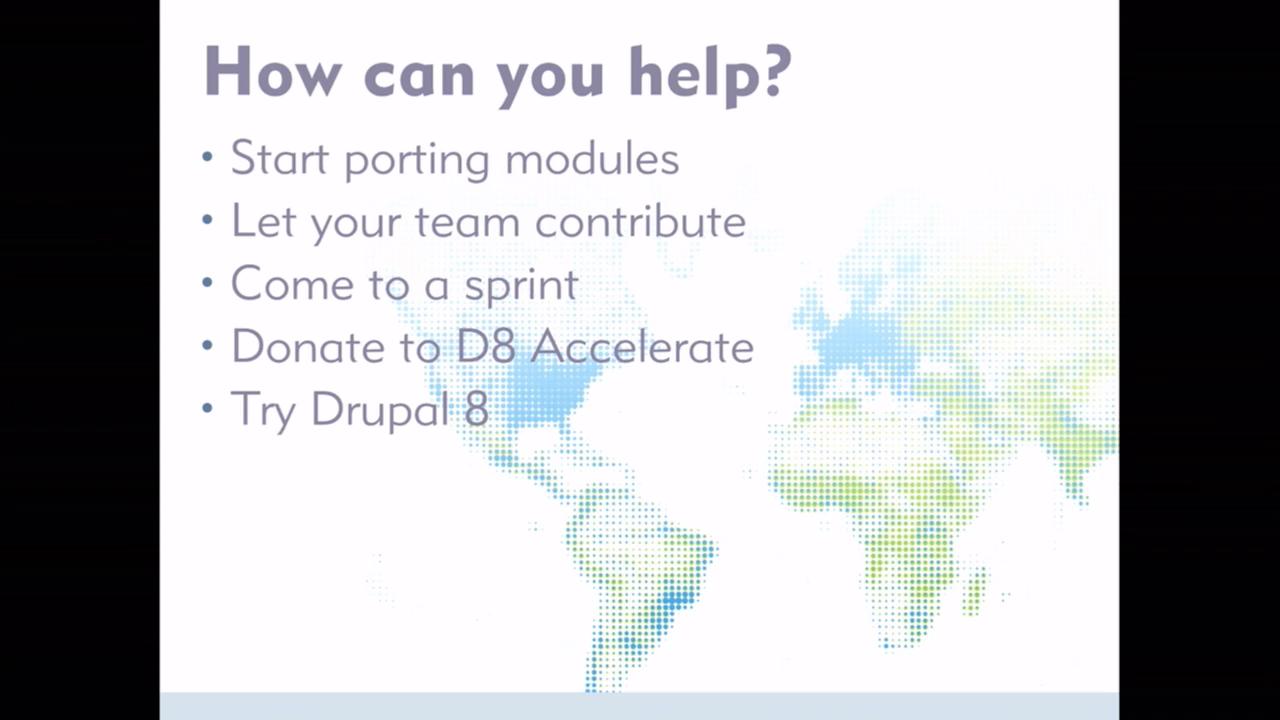 How can you help?
• Start porting modules
• Let your team contribute
• Come to a sprint
• Donate to D8 Accelerate
• Try Drupal 8